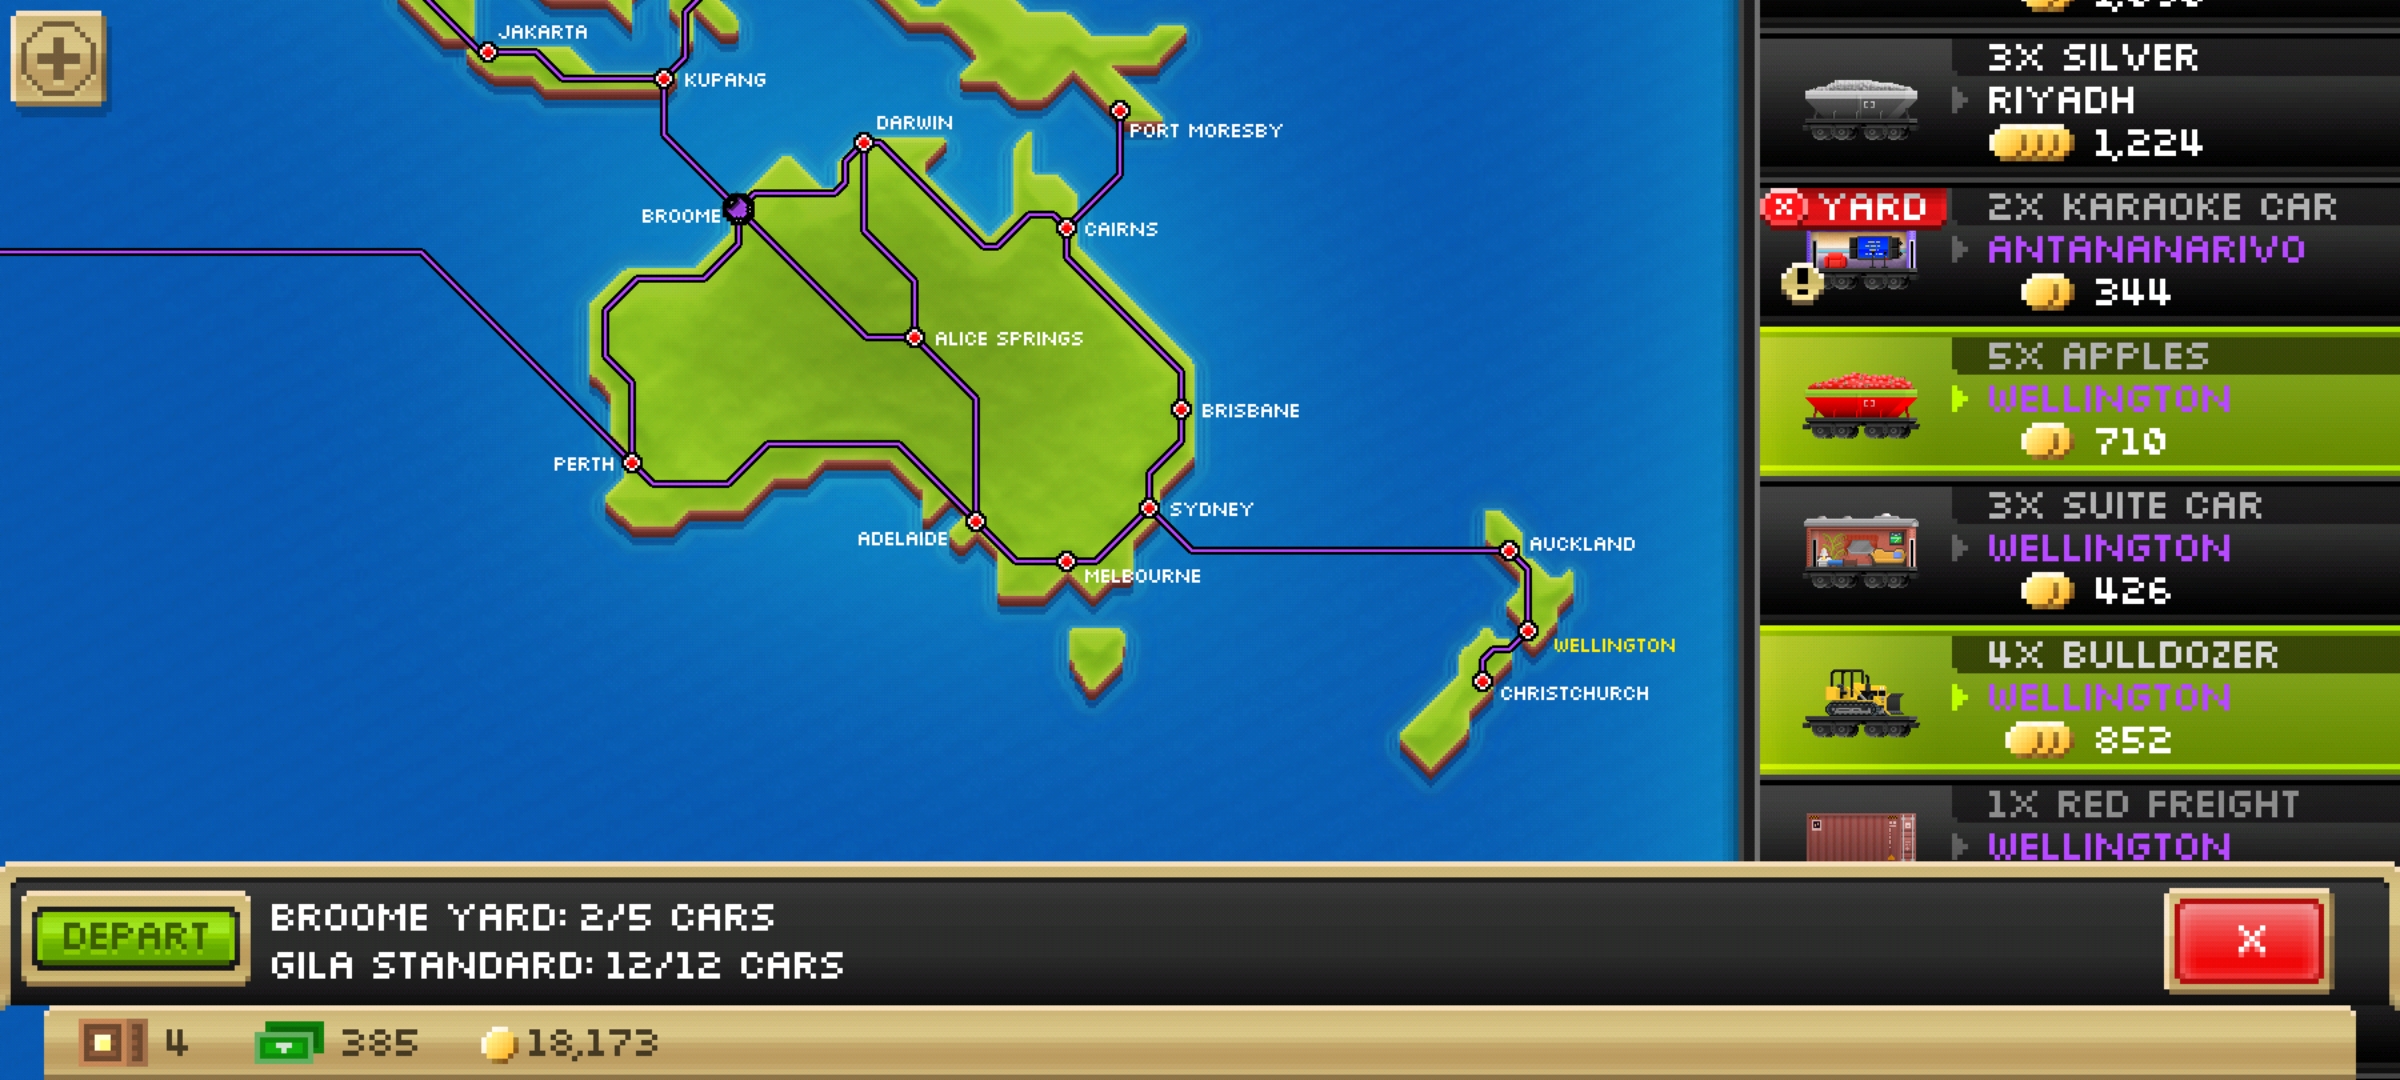 JAKARTA
KUPANG
DARWIN
PORT MORESBY
BROOME
CAIRNS
ALICE SPRINGS
BRISBANE
PERTH
SYDNEY
ADELAIDE
MELBOURNE
AUCKLAND
WELLINGTON
CHRISTCHURCH
3X SILVER
RIYADH
1,224
YARD
2X KARAOKE CAR
ANTANANARIVO
344
5X APPLES
WELLINGTON
710
3X SUITE CAR
WELLINGTON
426
4X BULLDOZER
WELLINGTON
852
1X RED FREIGHT
WELLINGTON
DEPART
BROOME YARD: 2/5 CARS
GILA STANDARD: 12/12 CARS
X
4
385
18,173